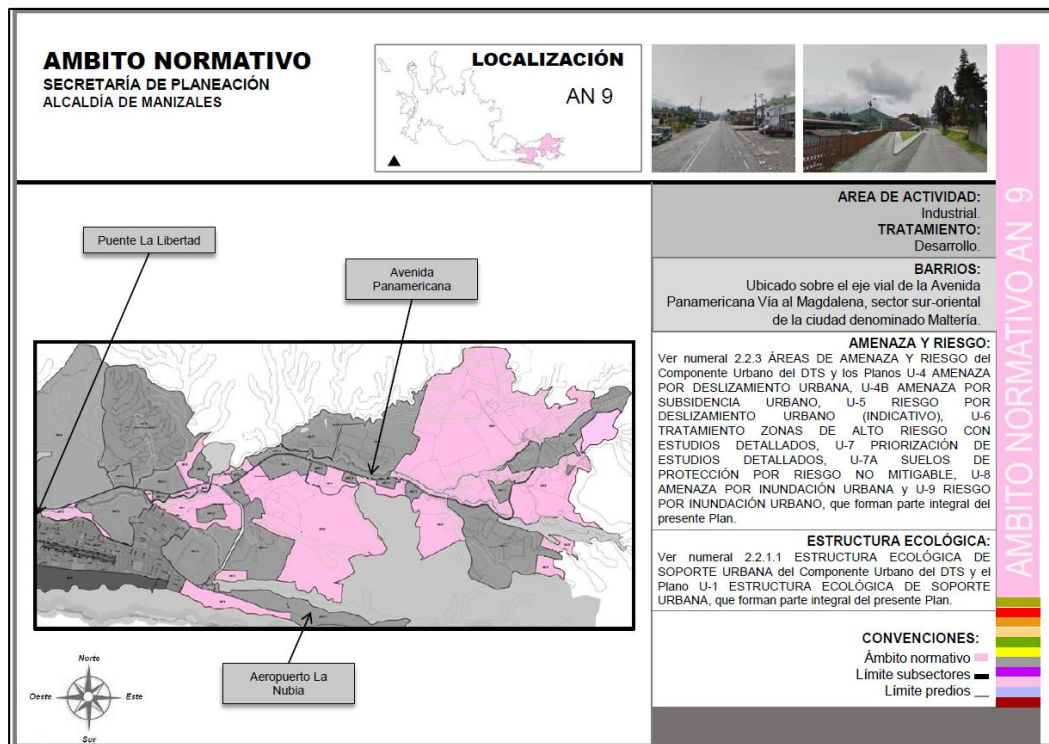 AMBITO NORMATIVO
SECRETARÍA DE PLANEACIÓN
ALCALDÍA DE MANIZALES
LOCALIZACIÓN
AN 9
AREA DE ACTIVIDAD:
Industrial.
TRATAMIENTO:
Desarrollo.
BARRIOS:
Ubicado sobre el eje vial de la Avenida
Panamericana Vía al Magdalena, sector sur-oriental
de la ciudad denominado Maltería.
AMENAZA Y RIESGO:
Ver numeral 2.2.3 ÁREAS DE AMENAZA Y RIESGO del
Componente Urbano del DTS y los Planos U-4 AMENAZA
POR DESLIZAMIENTO URBANA, U-4B AMENAZA POR
SUBSIDENCIA URBANO, U-5 RIESGO POR
DESLIZAMIENTO URBANO (INDICATIVO), U-6
TRATAMIENTO ZONAS DE ALTO RIESGO CON
ESTUDIOS DETALLADOS, U-7 PRIORIZACIÓN DE
ESTUDIOS DETALLADOS, U-7A SUELOS DE
PROTECCIÓN POR RIESGO NO MITIGABLE, U-8
AMENAZA POR INUNDACIÓN URBANA y U-9 RIESGO
POR INUNDACIÓN URBANO, que forman parte integral del
presente Plan.
ESTRUCTURA ECOLÓGICA:
Ver numeral 2.2.1.1 ESTRUCTURA ECOLÓGICA DE
SOPORTE URBANA del Componente Urbano del DTS y el
Plano U-1 ESTRUCTURA ECOLÓGICA DE SOPORTE
URBANA, que forman parte integral del presente Plan.
CONVENCIONES:
Ámbito normativo
Límite subsectores
Límite predios
AMBITO NORMATIVO AN 9
Puente La Libertad
Avenida
Panamericana
Aeropuerto La
Nubia
Norte
Oeste
Este
Sur